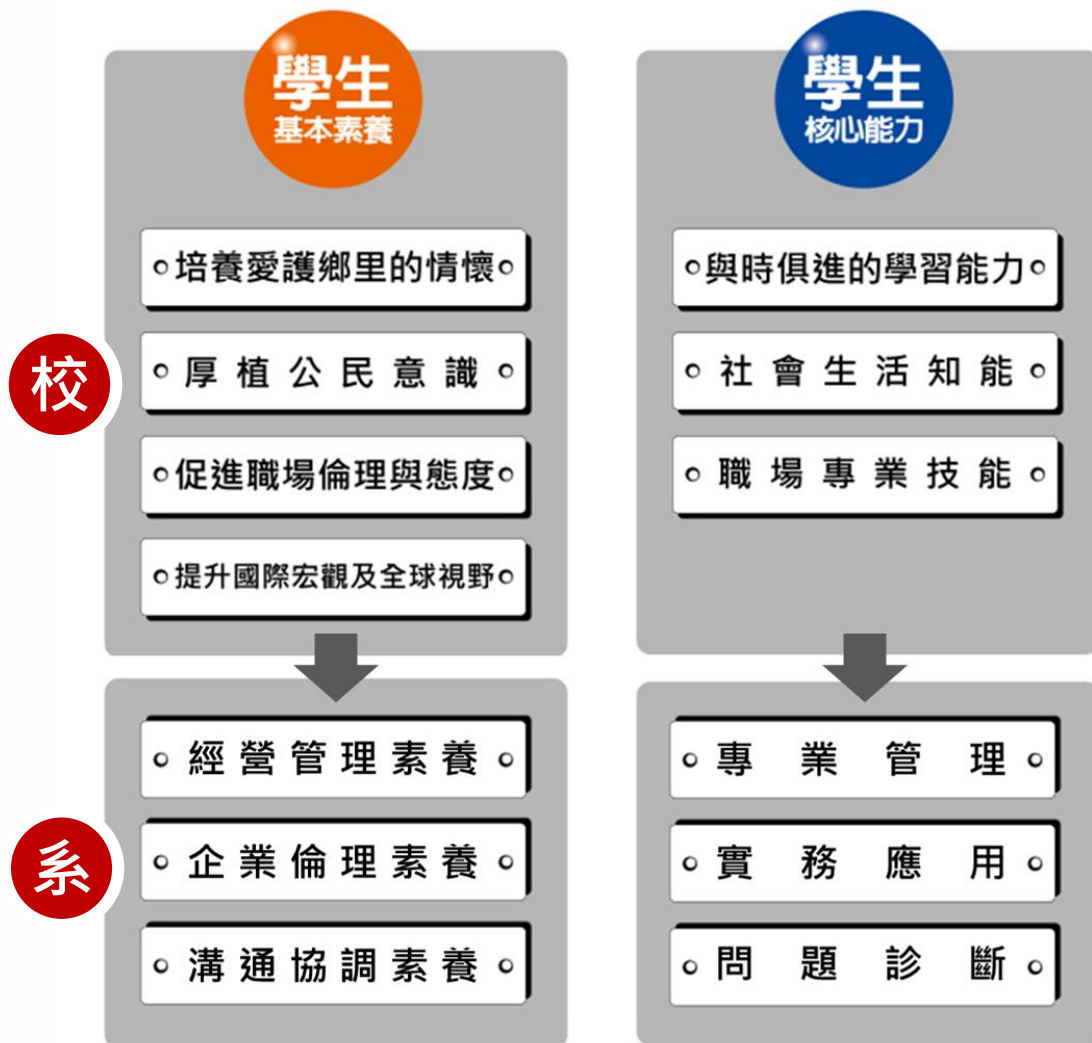 學生
基本素養
學生
核心能力
校
培養愛護鄉里的情懷
厚植公民意識
促進職場倫理與態度
提升國際宏觀及全球視野
與時俱進的學習能力
社會生活知能
職場專業技能
系
經營管理素養
企業倫理素養
溝通協調素養
專業管理
實務應用
問題診斷